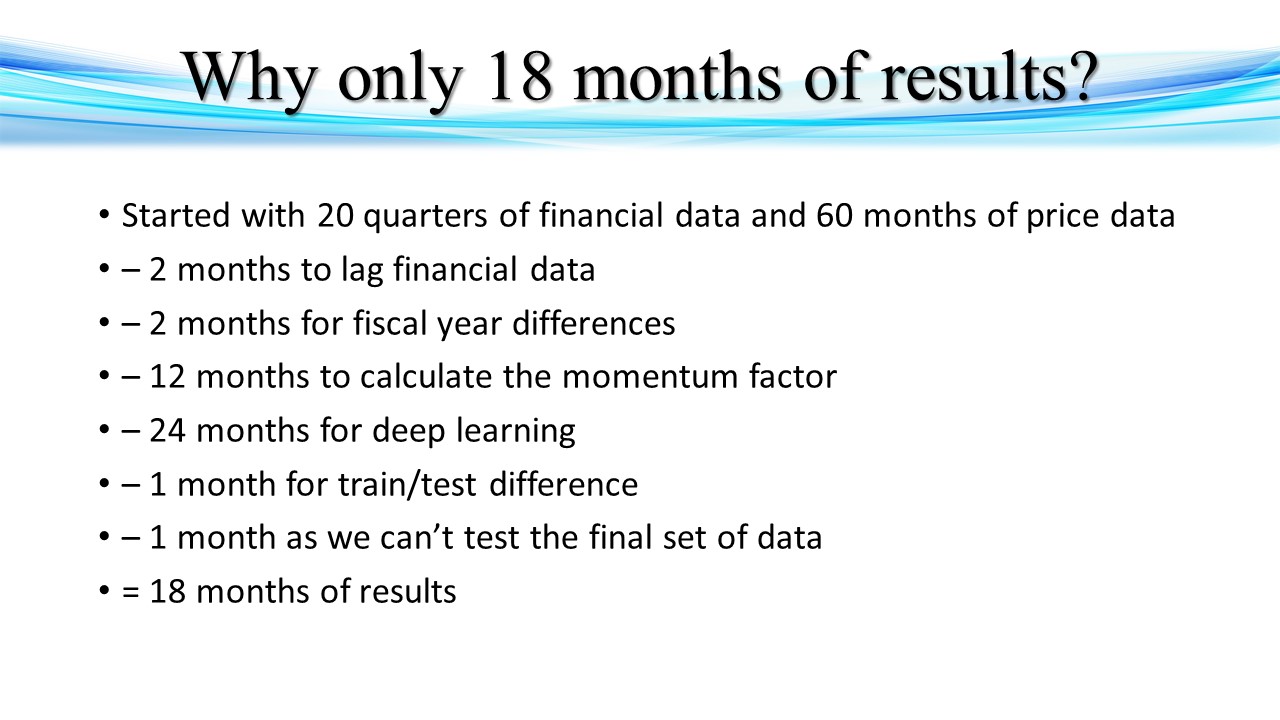 Why only 18 months of results?
• Started with 20 quarters of financial data and 60 months of price data
• – 2 months to lag financial data
• – 2 months for fiscal year differences
• – 12 months to calculate the momentum factor
• – 24 months for deep learning
• – 1 month for train/test difference
• – 1 month as we can’t test the final set of data
• = 18 months of results